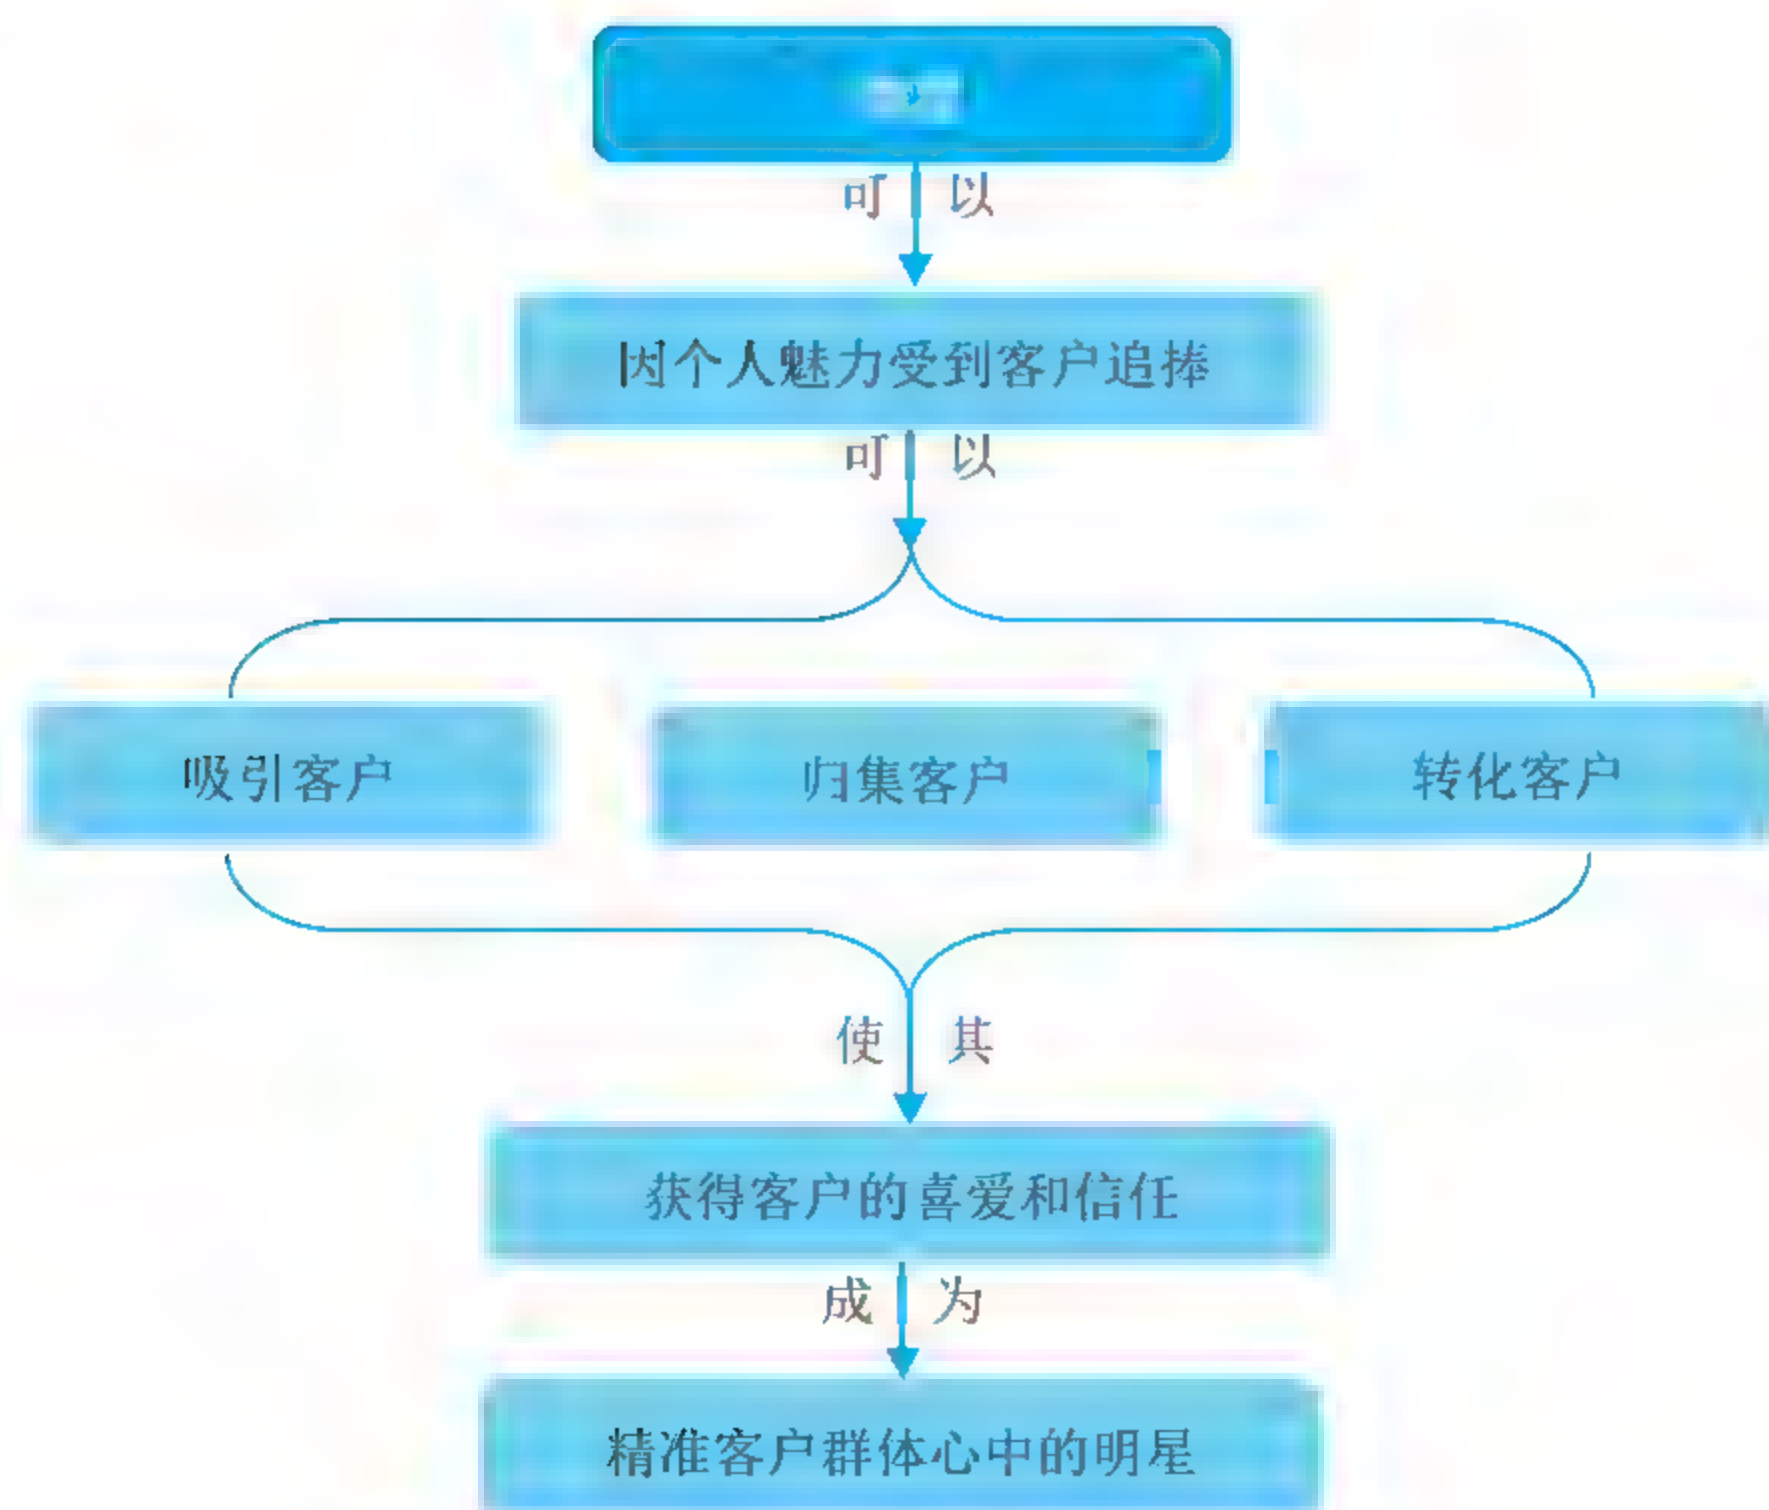 可以
因个人魅力受到客户追捧
可以
吸引客户 归集客户 转化客户
使其
获得客户的喜爱和信任
成为
精准客户群体心中的明星